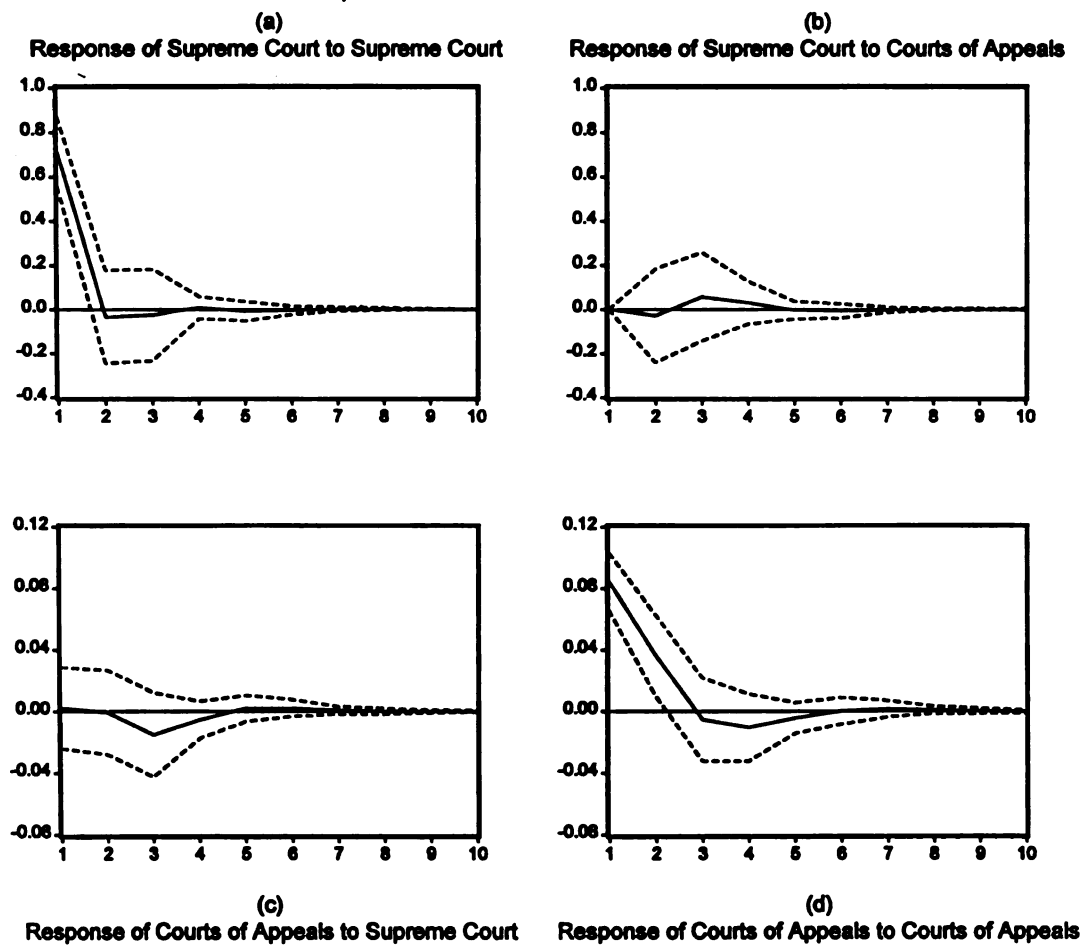 (a)
Response of Supreme Court to Supreme Court
(b)
Response of Supreme Court to Courts of Appeals
1.0
0.8
0.6
0.4
0.2
0.0
-0.2
-0.4
1 2 3 4 5 6 7 8 9 10
1.0
0.8
0.6
0.4
0.2
0.0
-0.2
-0.4
1 2 3 4 5 6 7 8 9 10
0.12
0.08
0.04
0.00
-0.04
-0.08
1 2 3 4 5 6 7 8 9 10
0.12
0.08
0.04
0.00
-0.04
-0.08
1 2 3 4 5 6 7 8 9 10
(c)
Response of Courts of Appeals to Supreme Court
(d)
Response of Courts of Appeals to Courts of Appeals